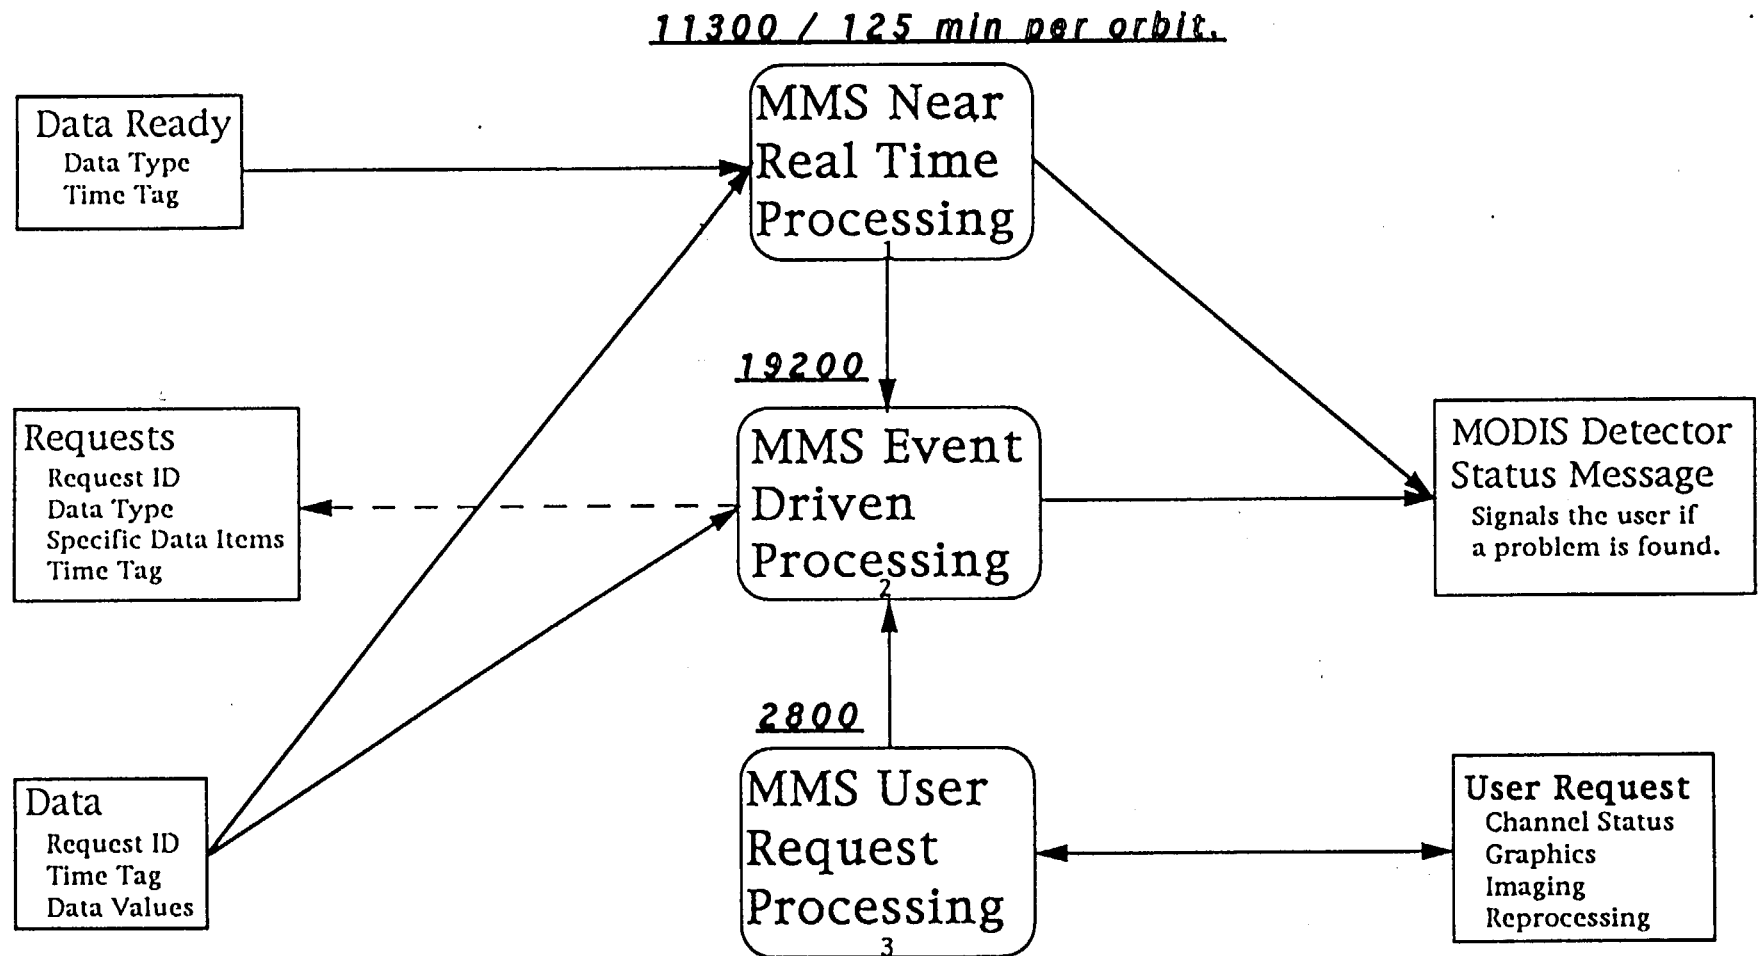 11300 / 125 min per orbit.
Data Ready
Data Type
Time Tag
MMS Near
Real Time
Processing
1
19200
Requests
Request ID
Data Type
Specific Data Items
Time Tag
MMS Event
Driven
Processing
2
MODIS Detector
Status Message
Signals the user if
a problem is found.
2800
Data
Request ID
Time Tag
Data Values
MMS User
Request
Processing
3
User Request
Channel Status
Graphics
Imaging
Reprocessing